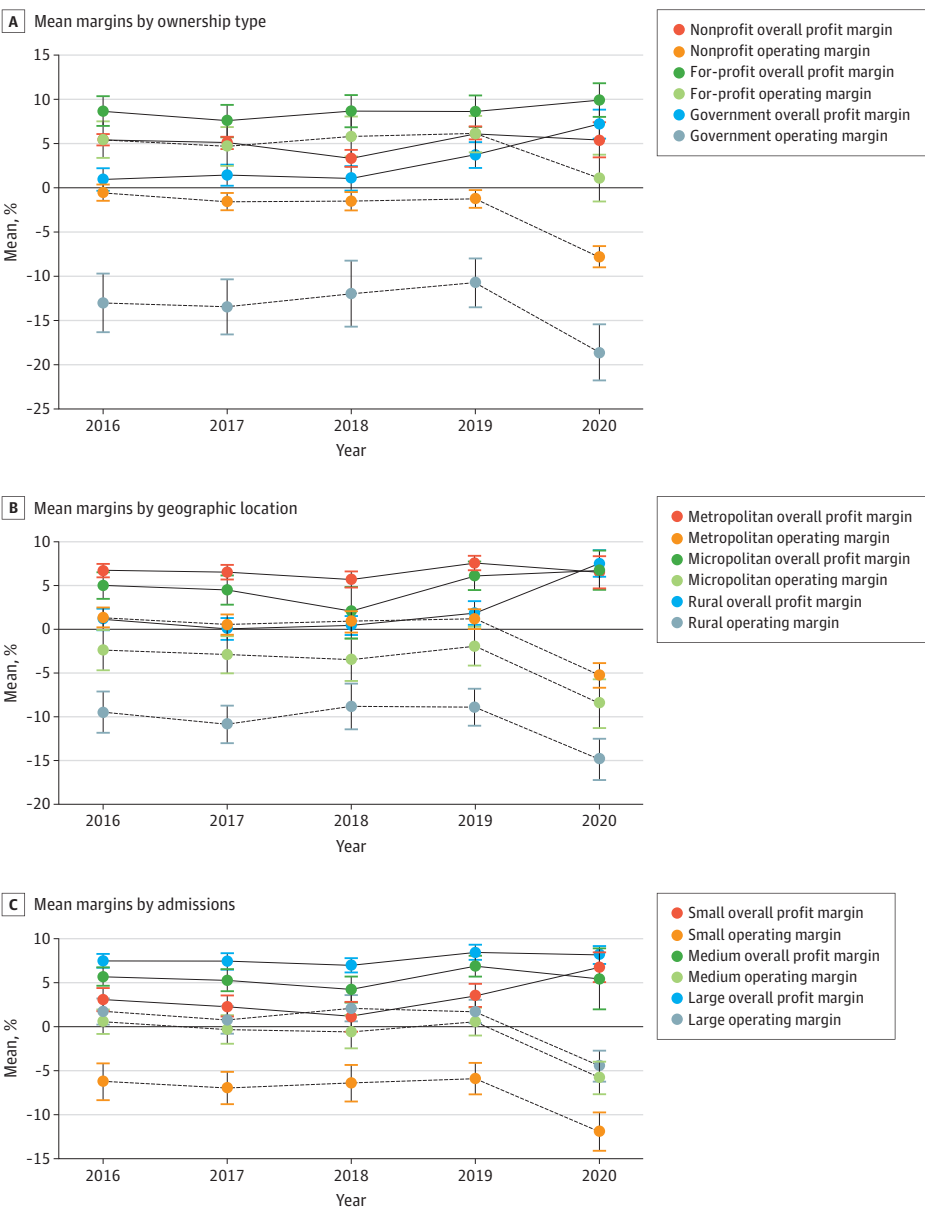 A Mean margins by ownership type
15
10
5
0
-5
-10
-15
-20
-25
Mean, %
2016 2017 2018 2019 2020
Year
Nonprofit overall profit margin
Nonprofit operating margin
For-profit overall profit margin
For-profit operating margin
Government overall profit margin
Government operating margin
B Mean margins by geographic location
10
5
0
-5
-10
-15
-20
Mean, %
2016 2017 2018 2019 2020
Year
Metropolitan overall profit margin
Metropolitan operating margin
Micropolitan overall profit margin
Micropolitan operating margin
Rural overall profit margin
Rural operating margin
C Mean margins by admissions
10
5
0
-5
-10
-15
Mean, %
2016 2017 2018 2019 2020
Year
Small overall profit margin
Small operating margin
Medium overall profit margin
Medium operating margin
Large overall profit margin
Large operating margin